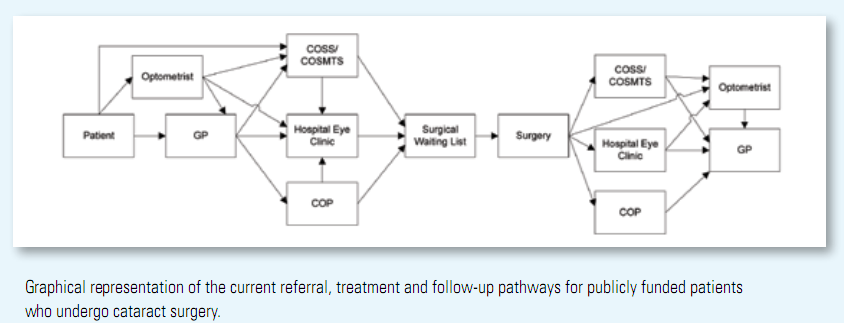 COSS/
COSMTS
Optometrist
Patient
GP
Hospital Eye
Clinic
COP
Surgical
Waiting List
Surgery
COSS/
COSMTS
Hospital Eye
Clinic
COP
Optometrist
GP
Graphical representation of the current referral, treatment and follow-up pathways for publicly funded patients
who undergo cataract surgery.